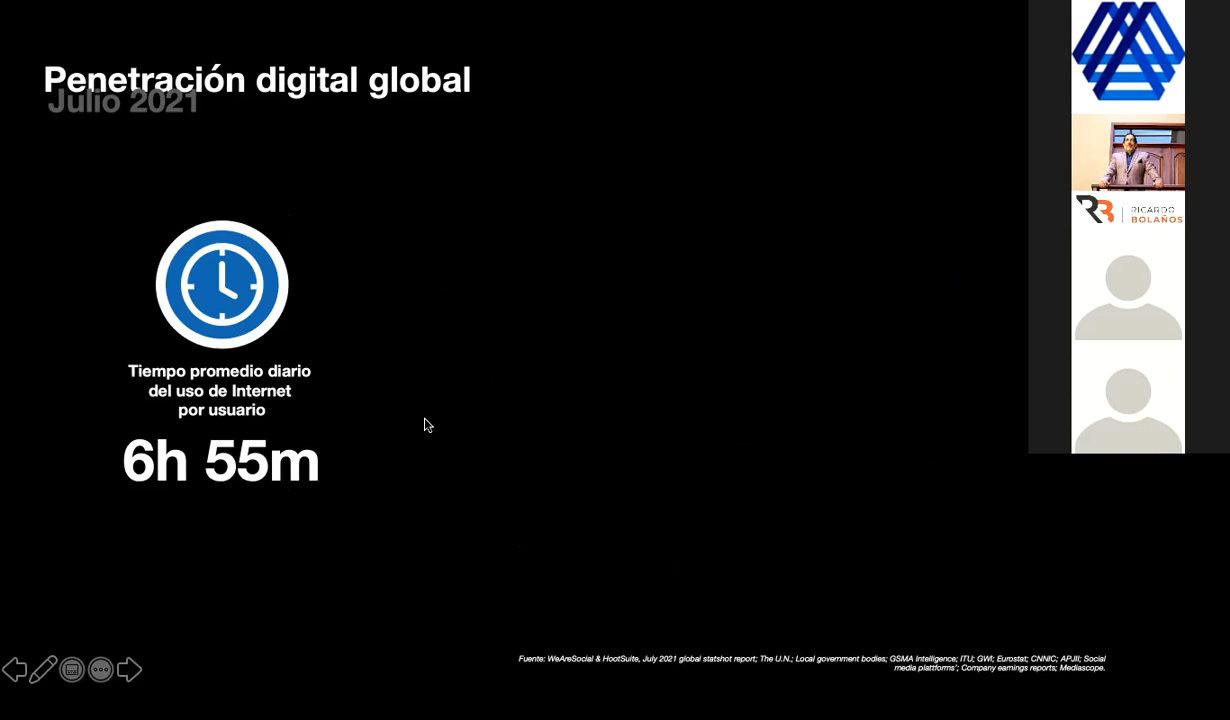 Penetración digital global
Julio 2021
Tiempo promedio diario
del uso de Internet
por usuario
6h 55m
RICARDO
BOLAÑOS
Fuente: WeAreSocial & HootSuite, July 2021 global statshot report; The U.N.; Local government bodies; GSMA Intelligence; ITU; GWI; Eurostat; CNNIC; APJII; Social
media plattforms'; Company earnings reports; Mediascope.